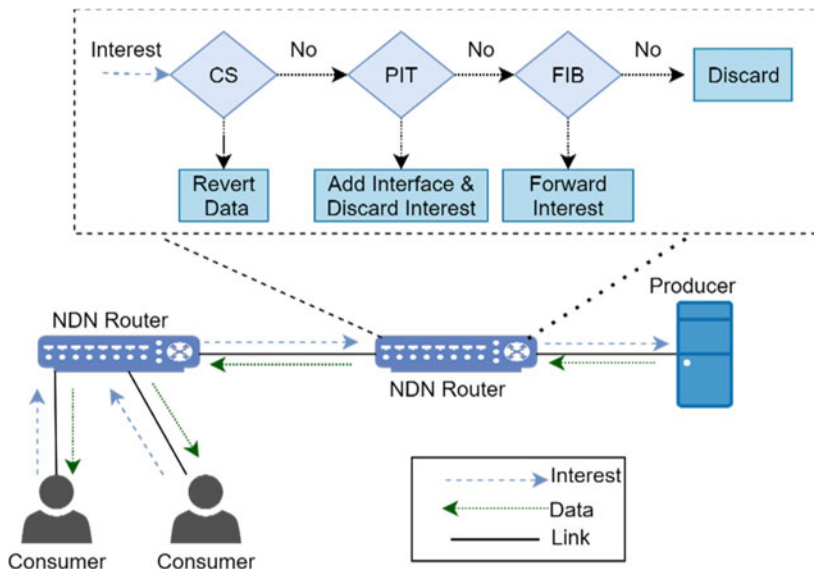 Interest
No
No
No
CS
PIT
FIB
Discard
Revert
Data
Add Interface &
Discard Interest
Forward
Interest
Producer
NDN Router
NDN Router
Interest
Data
Link
Consumer
Consumer